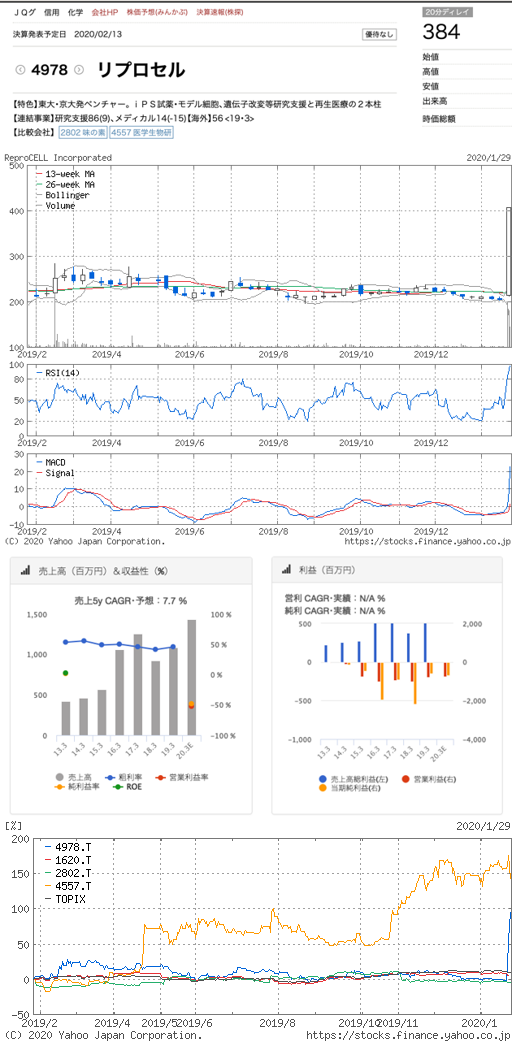 ＪＱグ 信用 化学 会社HP 株価予想(みんかぶ) 決算速報(株探)
20分ディレイ
決算発表予定日 2020/02/13
優待なし
384
4978 リプロセル
始値
高値
安値
出来高
時価総額
【特色】東大・京大発ベンチャー。ｉＰＳ試薬・モデル細胞、遺伝子改変等研究支援と再生医療の２本柱
【連結事業】研究支援86(9)、メディカル14(-15)【海外】56 <19・3>
【比較会社】 2802 味の素 4557 医学生物研
ReproCELL Incorporated 2020/1/29
500
400
300
200
100
13-week MA
26-week MA
Bollinger
Volume
2019/2 2019/4 2019/6 2019/8 2019/10 2019/12
100
80
60
40
20
0
RSI(14)
2019/2 2019/4 2019/6 2019/8 2019/10 2019/12
30
20
10
0
-10
MACD
Signal
2019/2 2019/4 2019/6 2019/8 2019/10 2019/12
(C) 2020 Yahoo Japan Corporation. https://stocks.finance.yahoo.co.jp
売上高（百万円）＆収益性（%）
売上5y CAGR・予想：7.7 %
1,500
1,000
500
0
100 %
50 %
0 %
-50 %
-100 %
13.3 14.3 15.3 16.3 17.3 18.3 19.3 20.3E
売上高 粗利率 営業利益率
純利益率 ROE
利益（百万円）
営利 CAGR・実績：N/A %
純利 CAGR・実績：N/A %
500
0
-500
-1,000
2,000
0
-2,000
-4,000
13.3 14.3 15.3 16.3 17.3 18.3 19.3 20.3E
売上高総利益(左) 営業利益(右)
当期純利益(右)
[%] 2020/1/29
200
150
100
50
0
-50
4978.T
1620.T
2802.T
4557.T
TOPIX
2019/2 2019/4 2019/5 2019/6 2019/8 2019/10 2019/11 2020/1
(C) 2020 Yahoo Japan Corporation. https://stocks.finance.yahoo.co.jp